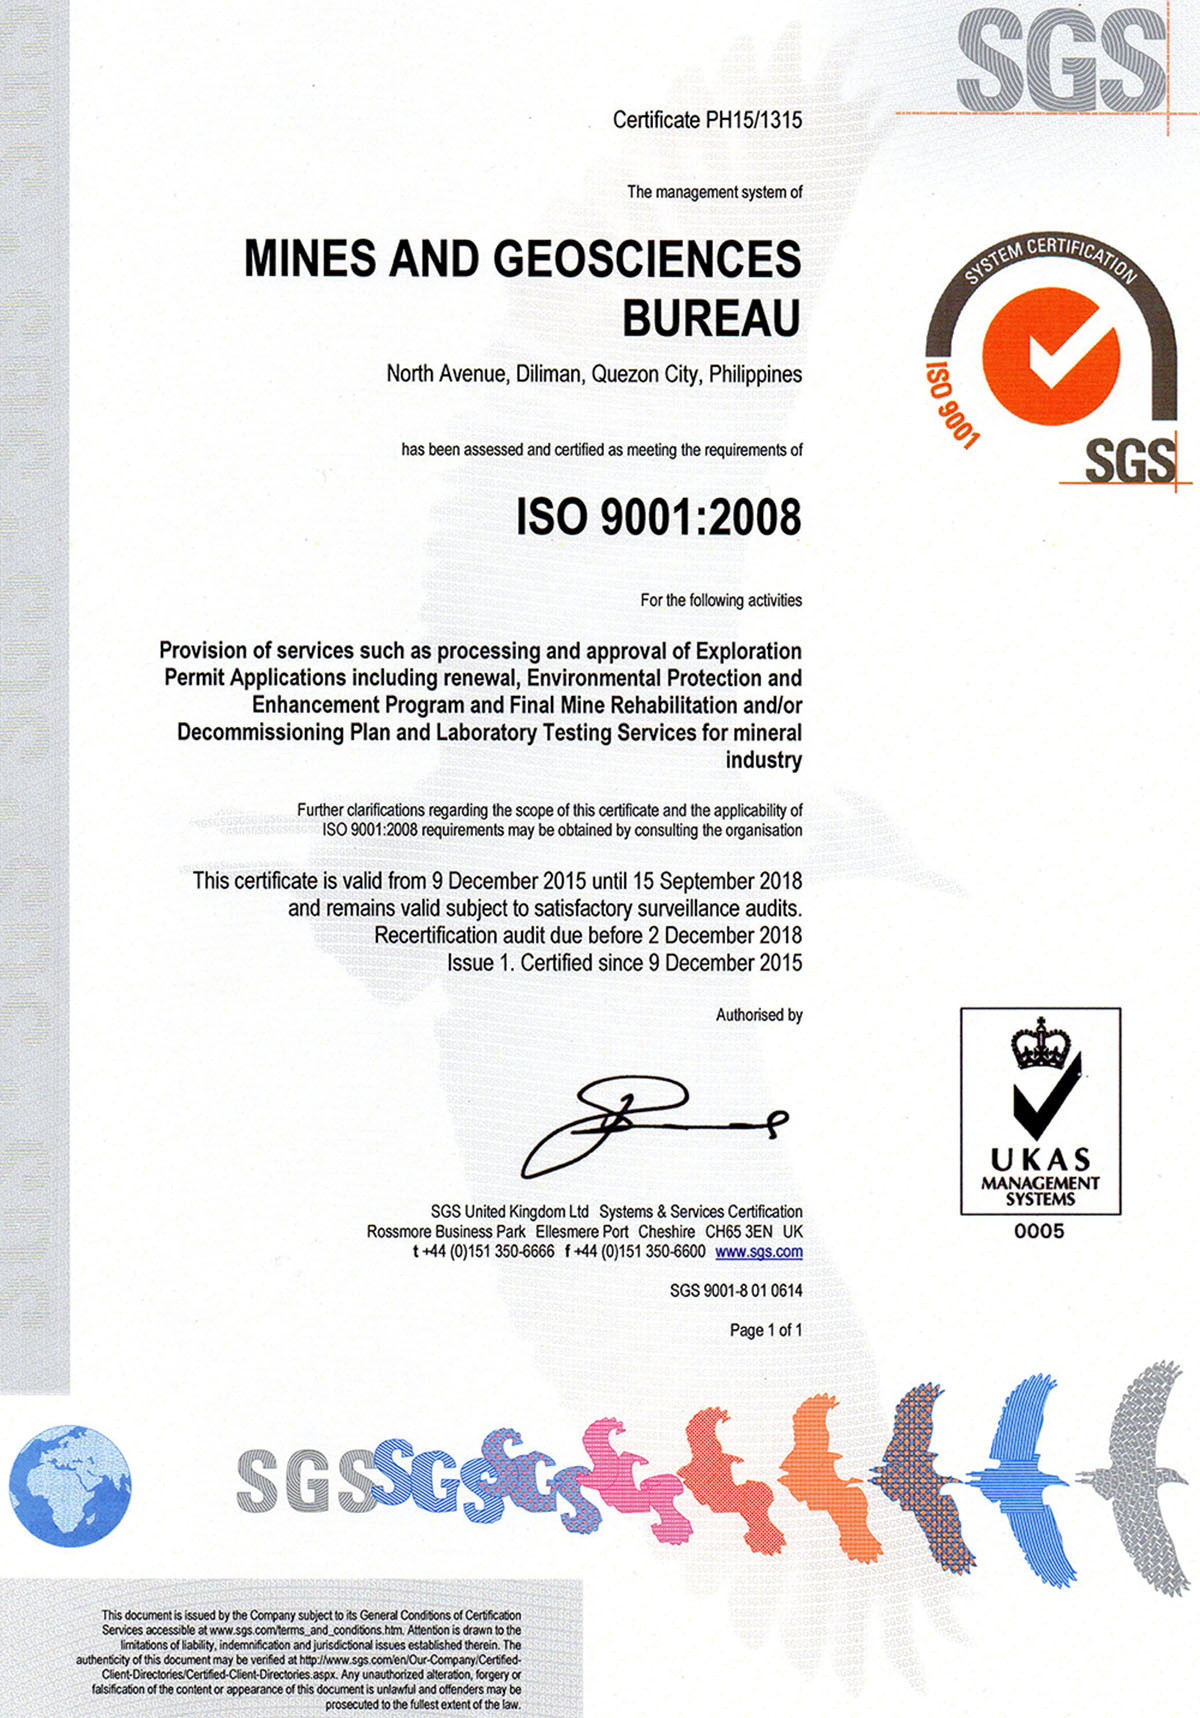 SGS
Certificate PH15/1315
The management system of
MINES AND GEOSCIENCES
BUREAU
North Avenue, Diliman, Quezon City, Philippines
SYSTEM CERTIFICATION
ISO 9001
SGS
has been assessed and certified as meeting the requirements of
ISO 9001:2008
For the following activities
Provision of services such as processing and approval of Exploration
Permit Applications including renewal, Environmental Protection and
Enhancement Program and Final Mine Rehabilitation and/or
Decommissioning Plan and Laboratory Testing Services for mineral
industry
Further clarifications regarding the scope of this certificate and the applicability of
ISO 9001:2008 requirements may be obtained by consulting the organisation
This certificate is valid from 9 December 2015 until 15 September 2018
and remains valid subject to satisfactory surveillance audits.
Recertification audit due before 2 December 2018
Issue 1. Certified since 9 December 2015
Authorised by
UKAS
MANAGEMENT
SYSTEMS
0005
SGS United Kingdom Ltd Systems & Services Certification
Rossmore Business Park Ellesmere Port Cheshire CH65 3EN UK
t +44 (0)151 350-6666 f +44 (0)151 350-6600 www.sgs.com
SGS 9001-8 01 0614
Page 1 of 1
SGS SGS SGS
This document is issued by the Company subject to its General Conditions of Certification
Services accessible at www.sgs.com/terms_and_conditions.htm. Attention is drawn to the
limitations of liability, indemnification and jurisdictional issues established therein. The
authenticity of this document may be verified at http://www.sgs.com/en/Our-Company/Certified-
Client-Directories/Certified-Client-Directories.aspx. Any unauthorized alteration, forgery or
falsification of the content or appearance of this document is unlawful and offenders may be
prosecuted to the fullest extent of the law.